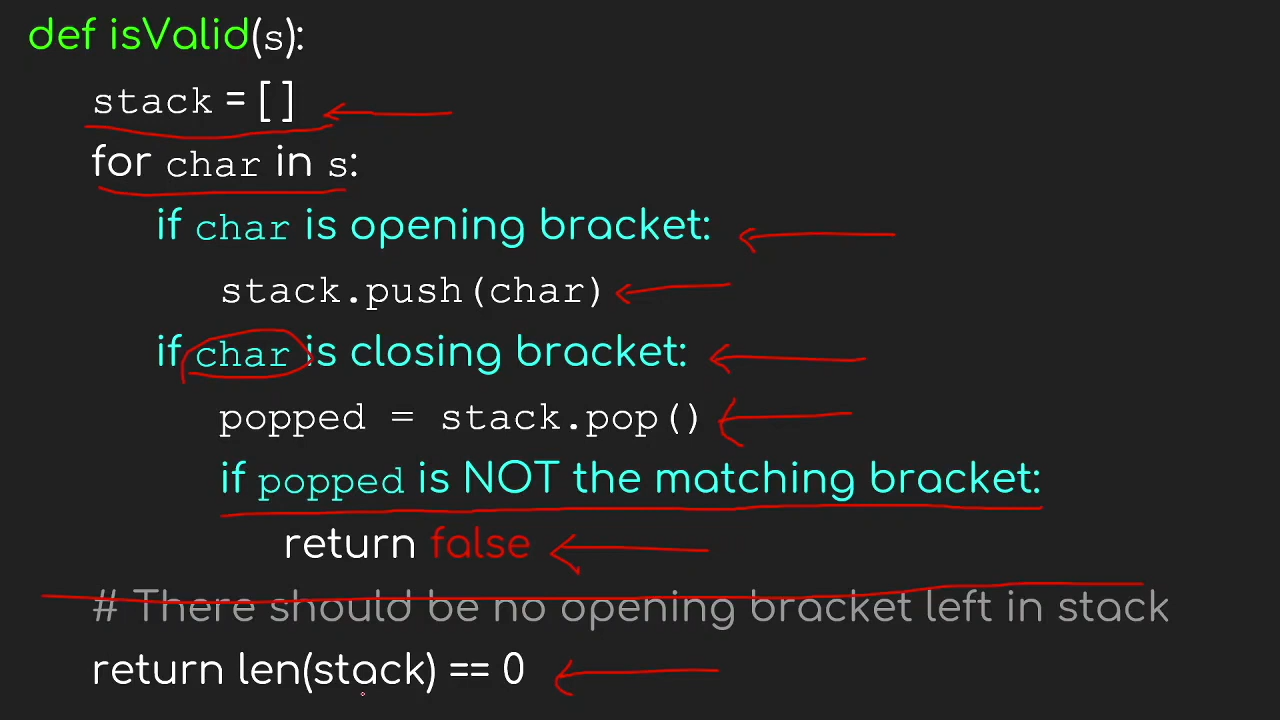 def isValid(s):
stack = []
for char in s:
if char is opening bracket:
stack.push(char)
if char is closing bracket:
popped = stack.pop()
if popped is NOT the matching bracket:
return false
# There should be no opening bracket left in stack
return len(stack) == 0